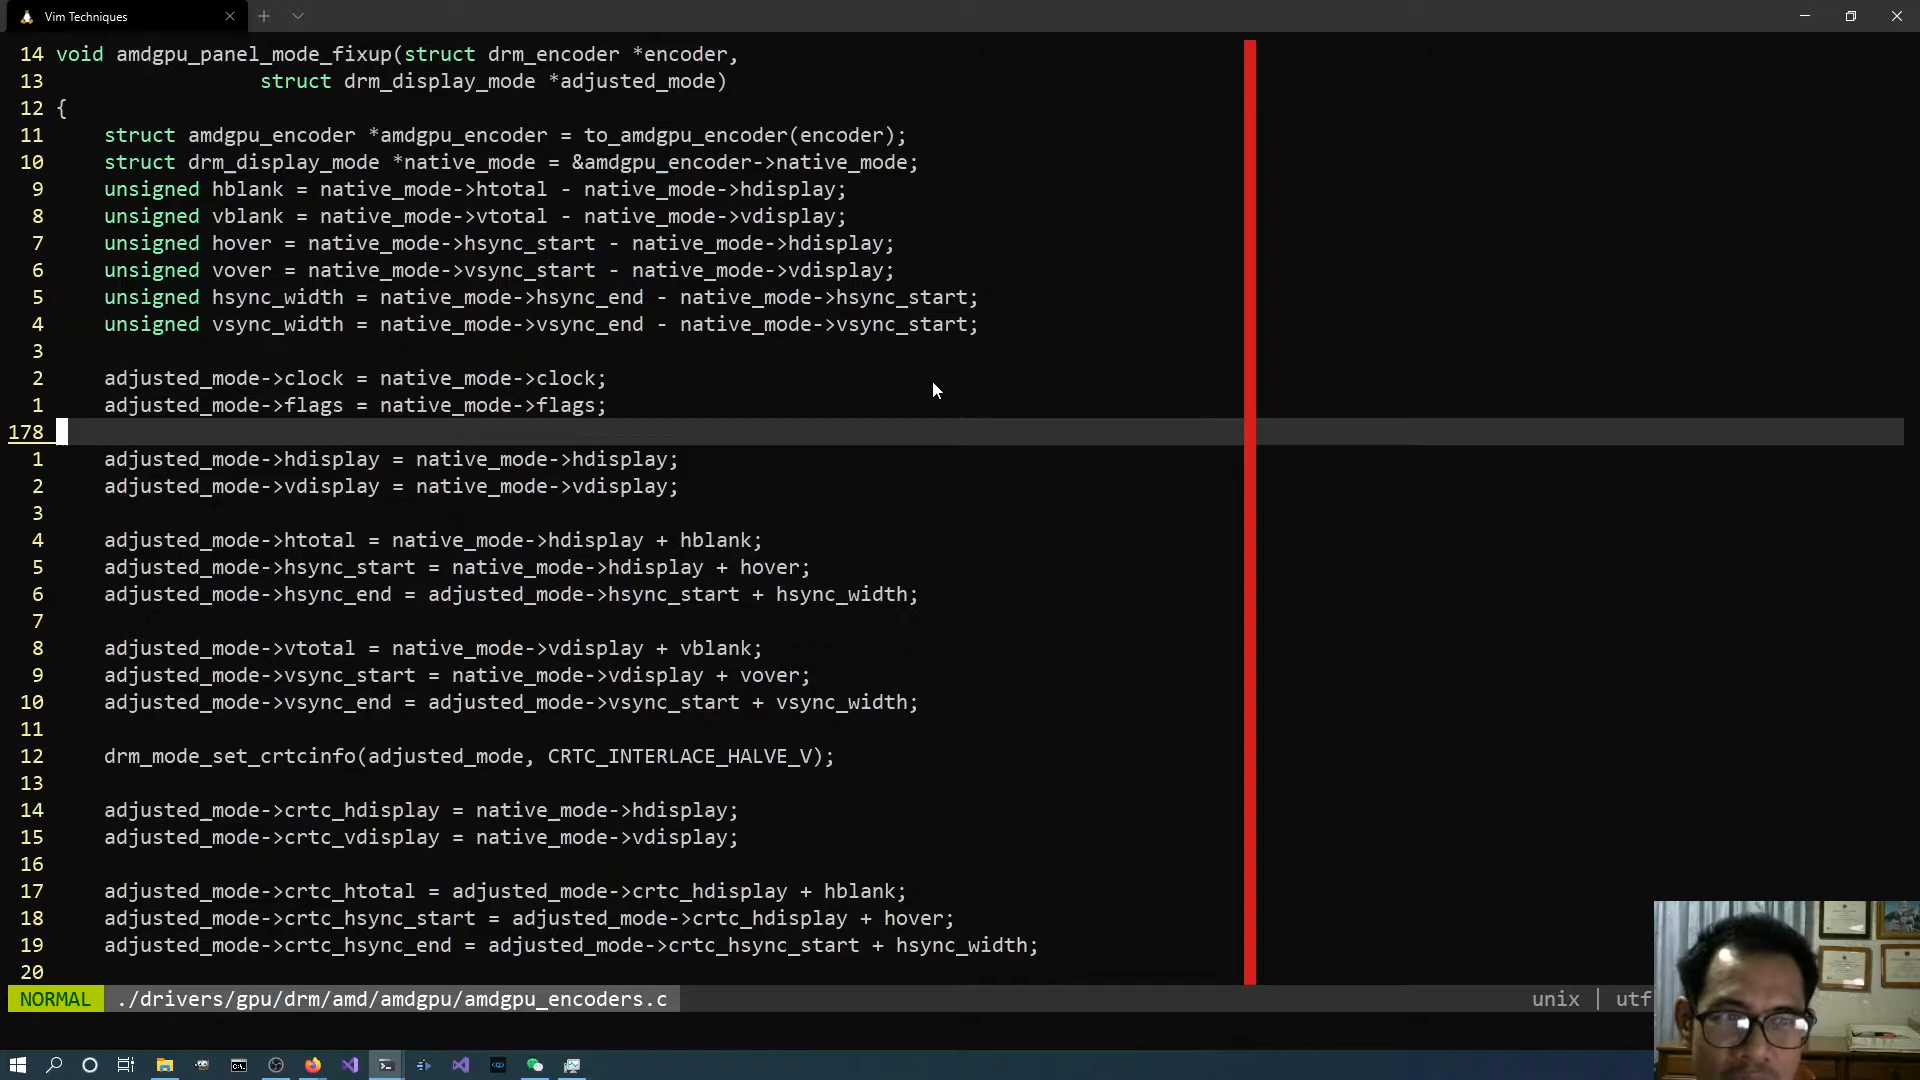 Vim Techniques
14 void amdgpu_panel_mode_fixup(struct drm_encoder *encoder,
13 struct drm_display_mode *adjusted_mode)
12 {
11 struct amdgpu_encoder *amdgpu_encoder = to_amdgpu_encoder(encoder);
10 struct drm_display_mode *native_mode = &amdgpu_encoder->native_mode;
9 unsigned hblank = native_mode->htotal - native_mode->hdisplay;
8 unsigned vblank = native_mode->vtotal - native_mode->vdisplay;
7 unsigned hover = native_mode->hsync_start - native_mode->hdisplay;
6 unsigned vover = native_mode->vsync_start - native_mode->vdisplay;
5 unsigned hsync_width = native_mode->hsync_end - native_mode->hsync_start;
4 unsigned vsync_width = native_mode->vsync_end - native_mode->vsync_start;
3
2 adjusted_mode->clock = native_mode->clock;
1 adjusted_mode->flags = native_mode->flags;
178
1 adjusted_mode->hdisplay = native_mode->hdisplay;
2 adjusted_mode->vdisplay = native_mode->vdisplay;
3
4 adjusted_mode->htotal = native_mode->hdisplay + hblank;
5 adjusted_mode->hsync_start = native_mode->hdisplay + hover;
6 adjusted_mode->hsync_end = adjusted_mode->hsync_start + hsync_width;
7
8 adjusted_mode->vtotal = native_mode->vdisplay + vblank;
9 adjusted_mode->vsync_start = native_mode->vdisplay + vover;
10 adjusted_mode->vsync_end = adjusted_mode->vsync_start + vsync_width;
11
12 drm_mode_set_crtcinfo(adjusted_mode, CRTC_INTERLACE_HALVE_V);
13
14 adjusted_mode->crtc_hdisplay = native_mode->hdisplay;
15 adjusted_mode->crtc_vdisplay = native_mode->vdisplay;
16
17 adjusted_mode->crtc_htotal = adjusted_mode->crtc_hdisplay + hblank;
18 adjusted_mode->crtc_hsync_start = adjusted_mode->crtc_hdisplay + hover;
19 adjusted_mode->crtc_hsync_end = adjusted_mode->crtc_hsync_start + hsync_width;
20
NORMAL ./drivers/gpu/drm/amd/amdgpu/amdgpu_encoders.c unix | utf